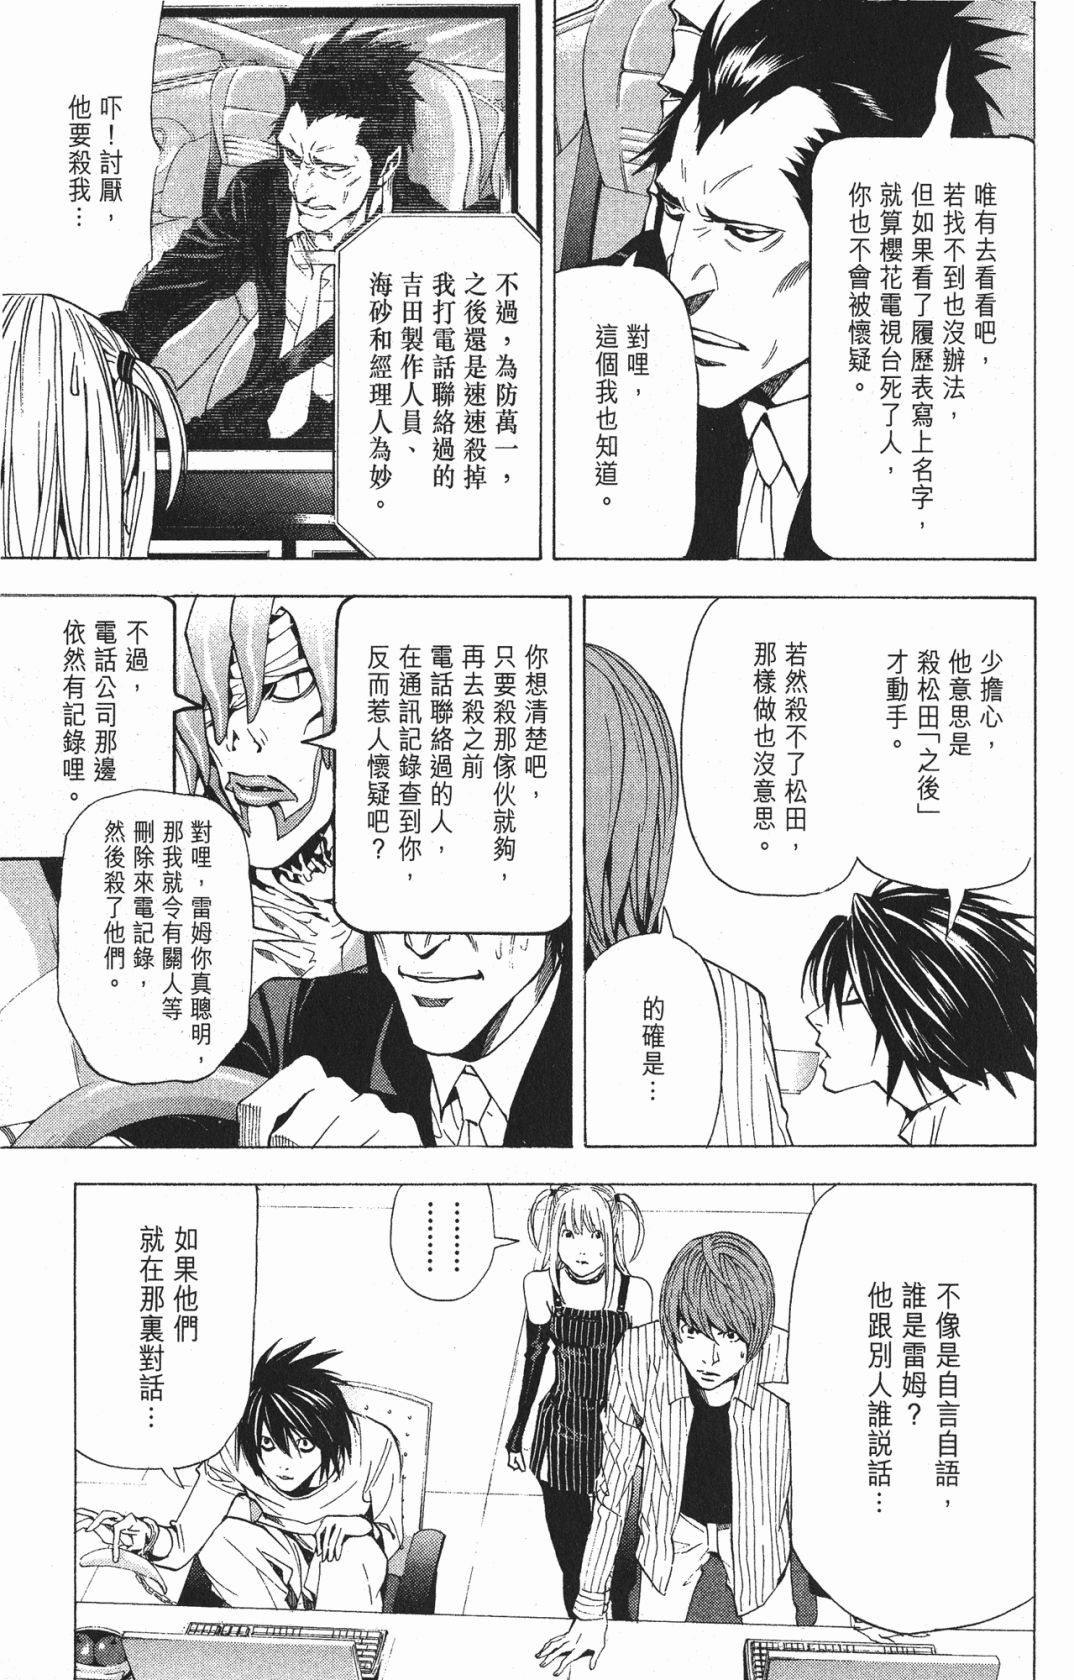 唯有去看看吧，
若找不到也沒辦法，
但如果看了履歷表寫上名字，
就算櫻花電視台死了人，
你也不會被懷疑。
對哩，
這個我也知道。
不過，為防萬一，
之後還是速速殺掉
我打電話聯絡過的
吉田製作人員、
海砂和經理人為妙。
吓！討厭，
他要殺我…
少擔心，
他意思是
殺松田「之後」
才動手。
若然殺不了松田，
那樣做也沒意思。
的確是…
你想清楚吧，
只要殺那傢伙就夠，
再去殺之前
電話聯絡過的人，
在通訊記錄查到你，
反而惹人懷疑吧？
不過，
電話公司那邊
依然有記錄哩。
對哩，雷姆你真聰明，
那我就令有關人等
刪除來電記錄，
然後殺了他們。
不像是自言自語，
誰是雷姆？
他跟別人誰説話…
………
………
如果他們
就在那裏對話…